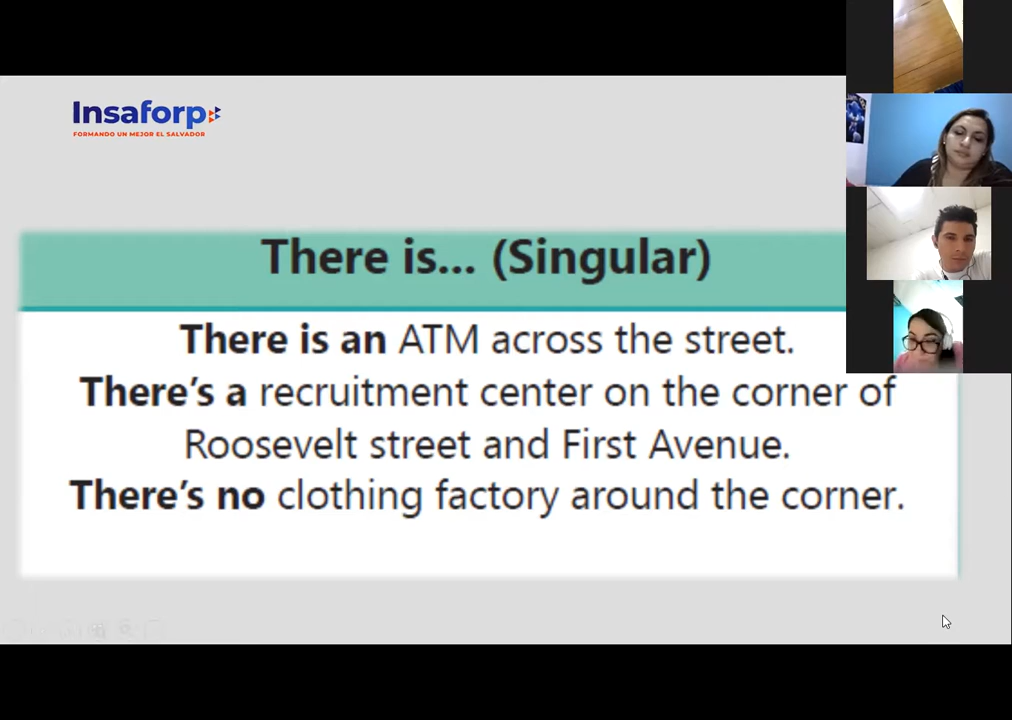 Insaforp
FORMANDO UN MEJOR EL SALVADOR
There is... (Singular)
There is an ATM across the street.
There's a recruitment center on the corner of
Roosevelt street and First Avenue.
There's no clothing factory around the corner.